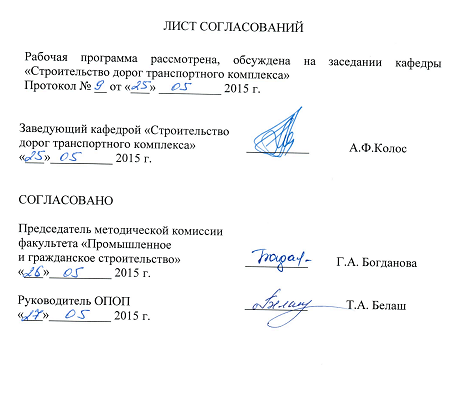 ЛИСТ СОГЛАСОВАНИЙ
Рабочая программа рассмотрена, обсуждена на заседании кафедры
«Строительство дорог транспортного комплекса»
Протокол № 9 от «25» 05 2015 г.
Заведующий кафедрой «Строительство
дорог транспортного комплекса» А.Ф.Колос
«25» 05 2015 г.
СОГЛАСОВАНО
Председатель методической комиссии
факультета «Промышленное
и гражданское строительство» Г.А. Богданова
«26» 05 2015 г.
Руководитель ОПОП Т.А. Белаш
«27» 05 2015 г.